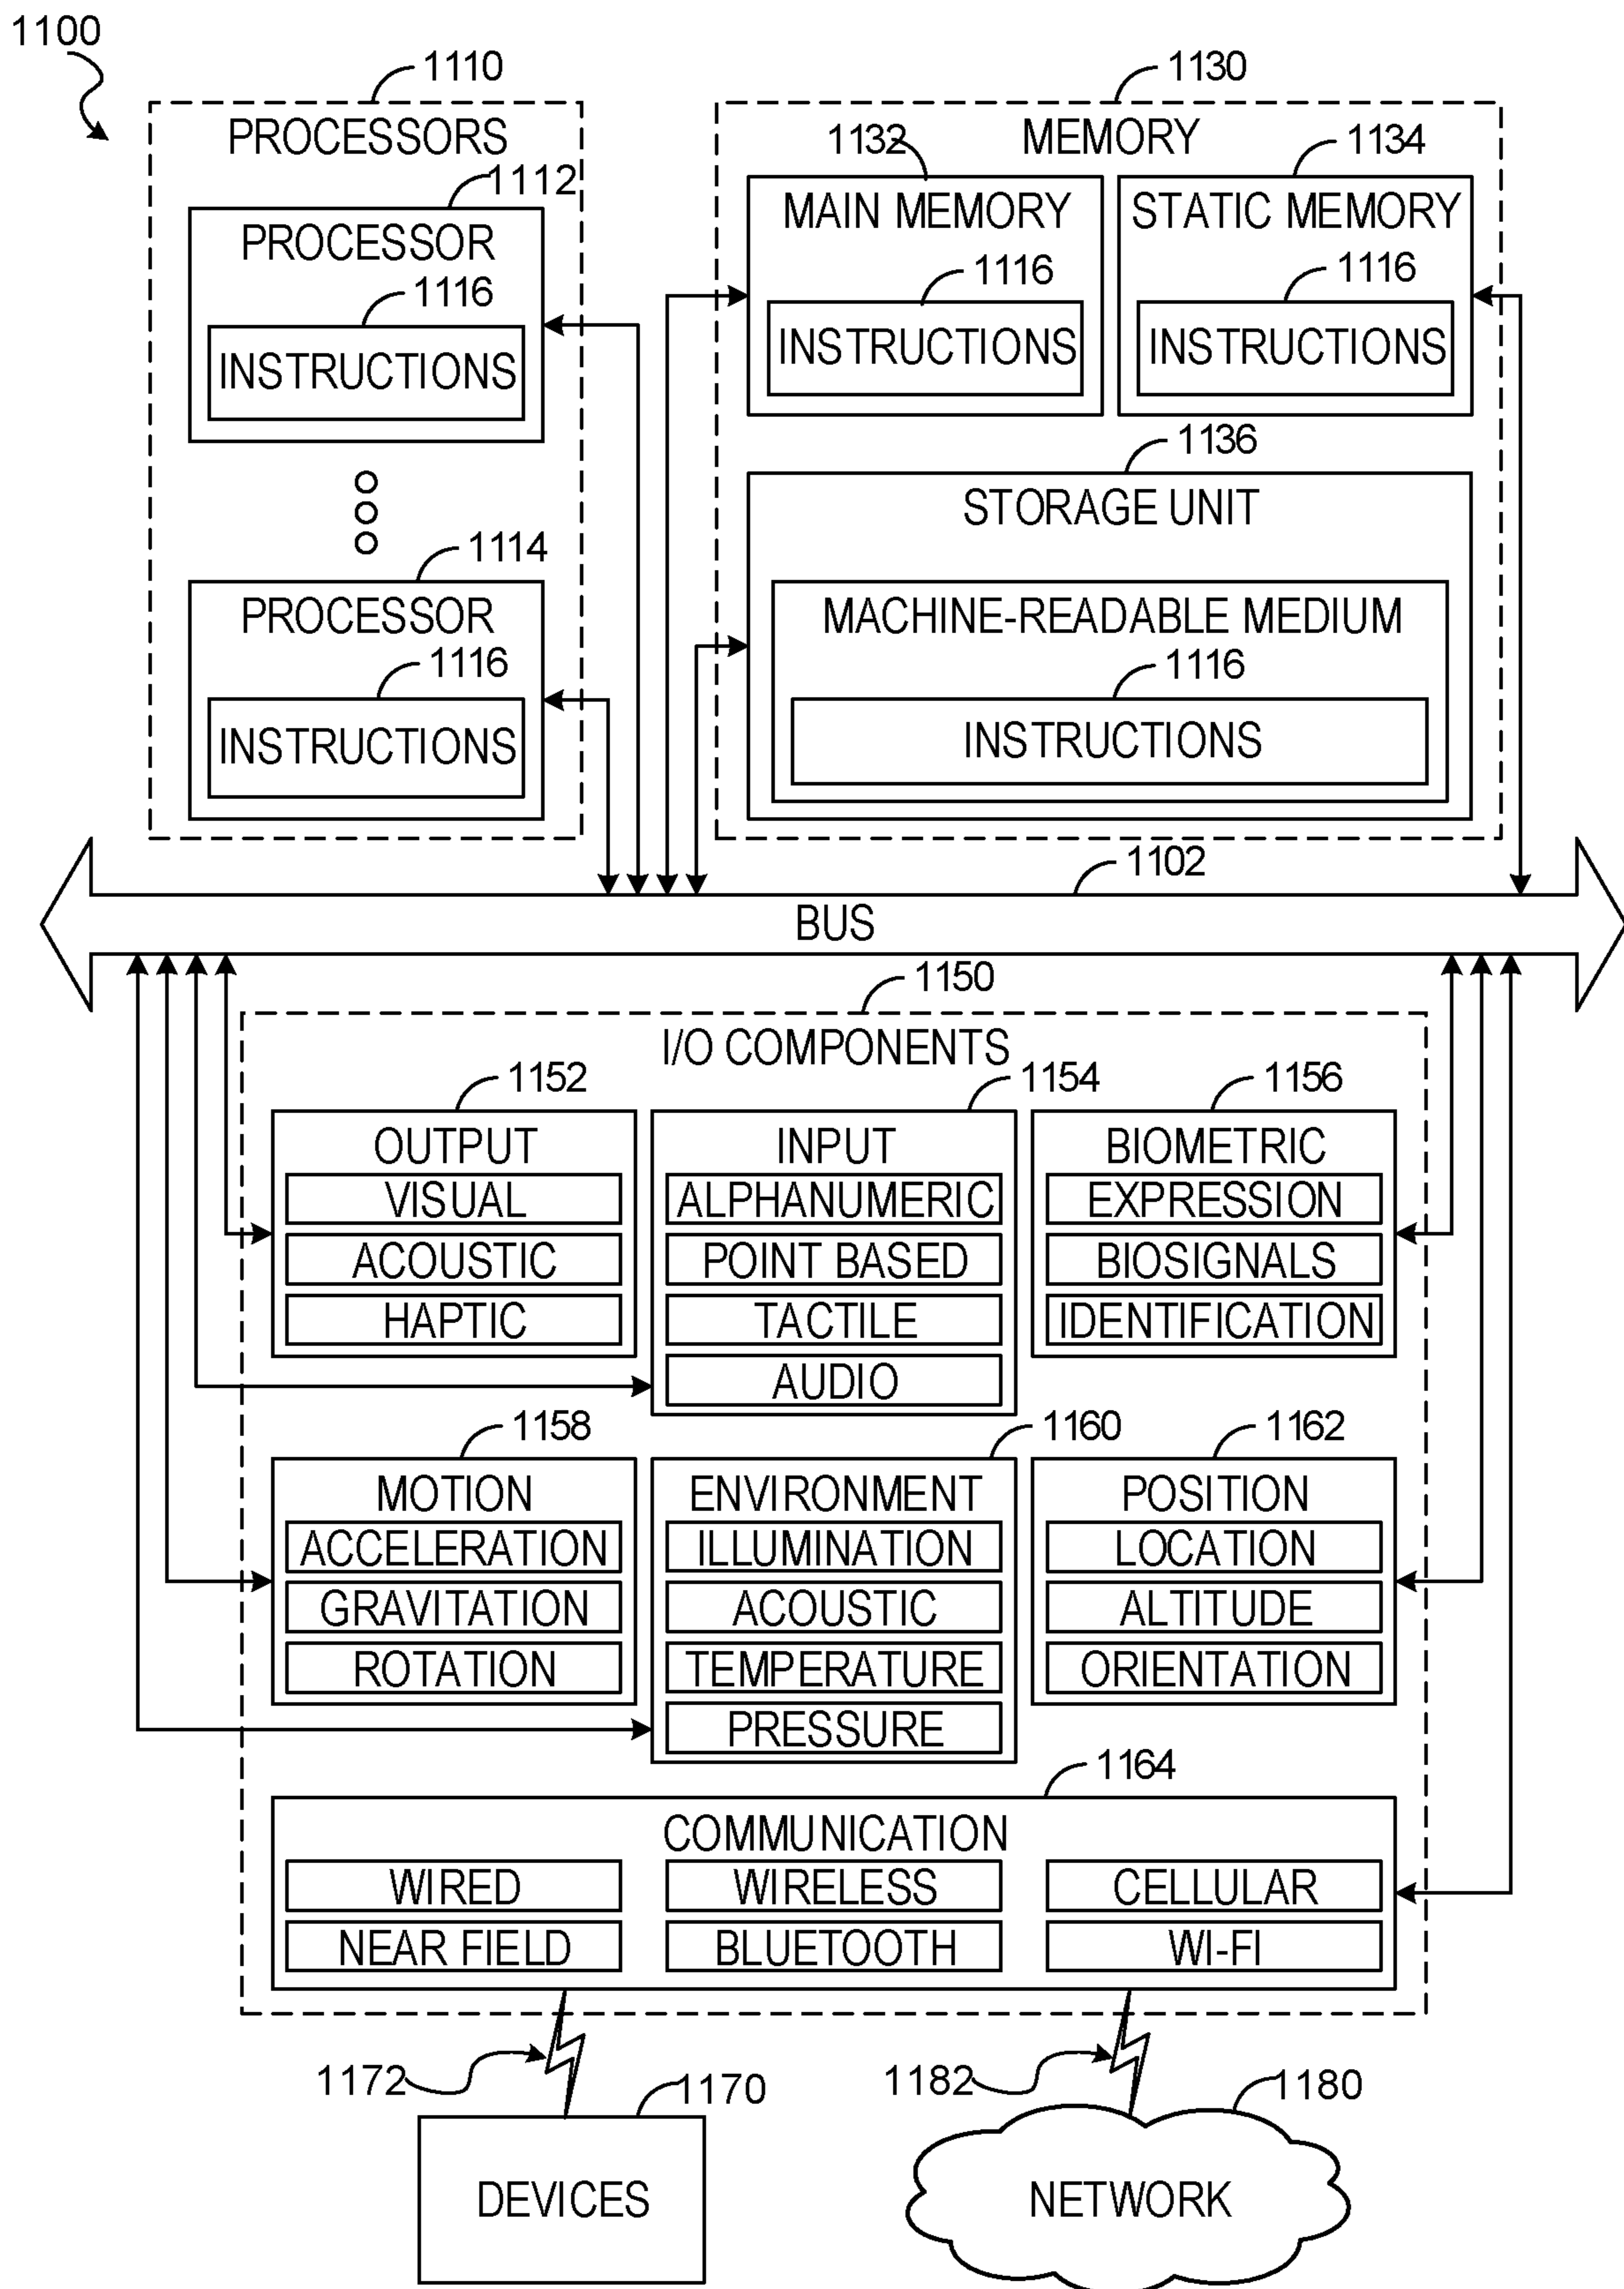 1100
1110
PROCESSORS
1112
PROCESSOR
1116
INSTRUCTIONS
1114
PROCESSOR
1116
INSTRUCTIONS
1130
MEMORY
1132
MAIN MEMORY
1116
INSTRUCTIONS
1134
STATIC MEMORY
1116
INSTRUCTIONS
1136
STORAGE UNIT
MACHINE-READABLE MEDIUM
1116
INSTRUCTIONS
1102
BUS
1150
I/O COMPONENTS
1152
OUTPUT
VISUAL
ACOUSTIC
HAPTIC
1154
INPUT
ALPHANUMERIC
POINT BASED
TACTILE
AUDIO
1156
BIOMETRIC
EXPRESSION
BIOSIGNALS
IDENTIFICATION
1158
MOTION
ACCELERATION
GRAVITATION
ROTATION
1160
ENVIRONMENT
ILLUMINATION
ACOUSTIC
TEMPERATURE
PRESSURE
1162
POSITION
LOCATION
ALTITUDE
ORIENTATION
1164
COMMUNICATION
WIRED
WIRELESS
CELLULAR
NEAR FIELD
BLUETOOTH
WI-FI
1172
1170
DEVICES
1182
1180
NETWORK